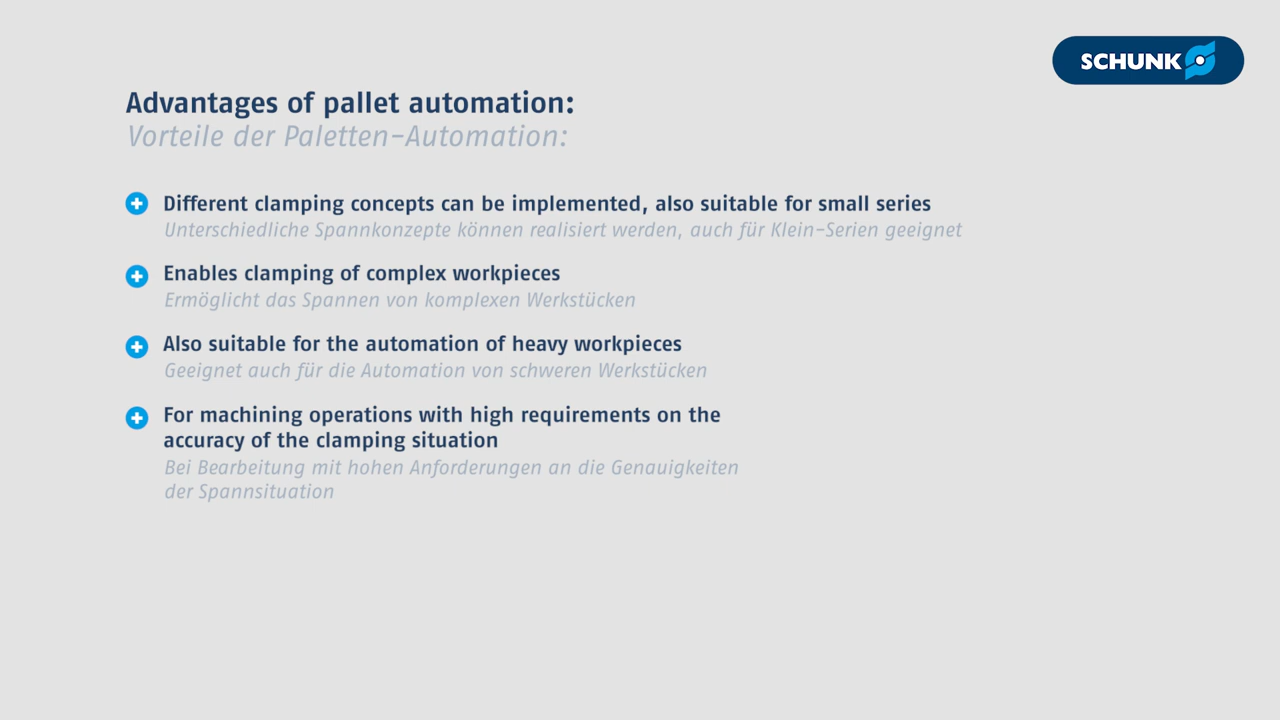 SCHUNK
Advantages of pallet automation:
Vorteile der Paletten-Automation:
Different clamping concepts can be implemented, also suitable for small series
Unterschiedliche Spannkonzepte können realisiert werden, auch für Klein-Serien geeignet
Enables clamping of complex workpieces
Ermöglicht das Spannen von komplexen Werkstücken
Also suitable for the automation of heavy workpieces
Geeignet auch für die Automation von schweren Werkstücken
For machining operations with high requirements on the
accuracy of the clamping situation
Bei Bearbeitung mit hohen Anforderungen an die Genauigkeiten
der Spannsituation